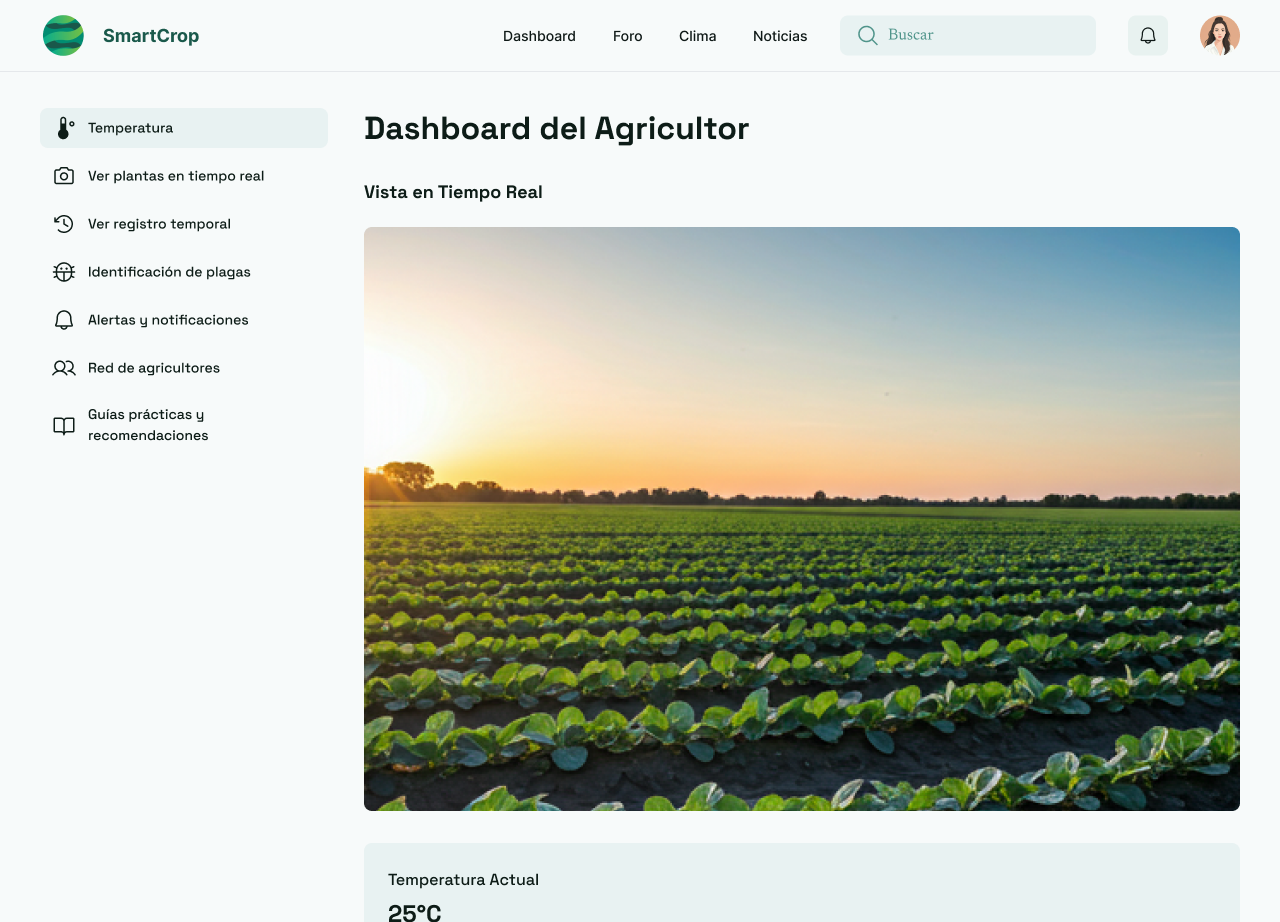 SmartCrop
Dashboard
Foro
Clima
Noticias
Buscar
Temperatura
Ver plantas en tiempo real
Ver registro temporal
Identificación de plagas
Alertas y notificaciones
Red de agricultores
Guías prácticas y
recomendaciones
Dashboard del Agricultor
Vista en Tiempo Real
Temperatura Actual
25°C